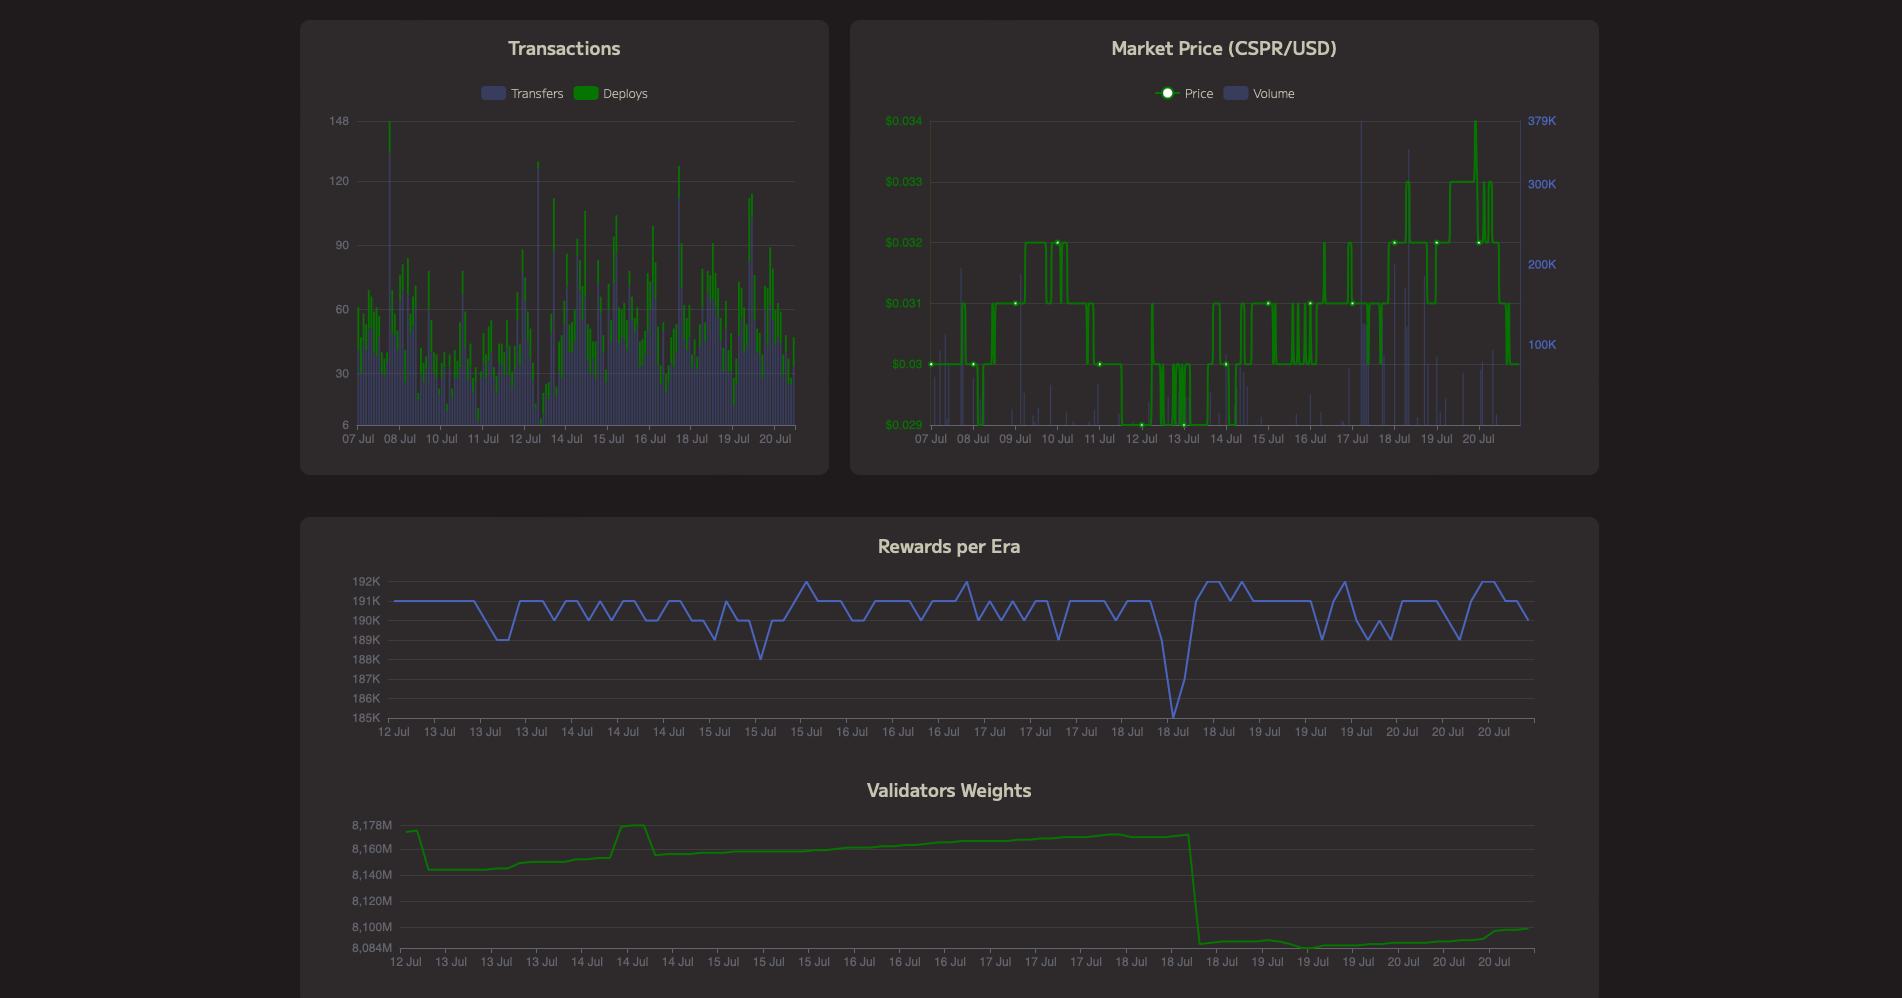 Transactions
Transfers Deploys
148
120
90
60
30
6
07 Jul 08 Jul 10 Jul 11 Jul 12 Jul 14 Jul 15 Jul 16 Jul 18 Jul 19 Jul 20 Jul
Market Price (CSPR/USD)
Price Volume
$0.034 379K
$0.033 300K
$0.032 200K
$0.031
$0.03 100K
$0.029
07 Jul 08 Jul 09 Jul 10 Jul 11 Jul 12 Jul 13 Jul 14 Jul 15 Jul 16 Jul 17 Jul 18 Jul 19 Jul 20 Jul
Rewards per Era
192K
191K
190K
189K
188K
187K
186K
185K
12 Jul 13 Jul 13 Jul 13 Jul 14 Jul 14 Jul 14 Jul 15 Jul 15 Jul 15 Jul 16 Jul 16 Jul 16 Jul 17 Jul 17 Jul 17 Jul 18 Jul 18 Jul 18 Jul 19 Jul 19 Jul 19 Jul 20 Jul 20 Jul 20 Jul
Validators Weights
8,178M
8,160M
8,140M
8,120M
8,100M
8,084M
12 Jul 13 Jul 13 Jul 13 Jul 14 Jul 14 Jul 14 Jul 15 Jul 15 Jul 15 Jul 16 Jul 16 Jul 16 Jul 17 Jul 17 Jul 17 Jul 18 Jul 18 Jul 18 Jul 19 Jul 19 Jul 19 Jul 20 Jul 20 Jul 20 Jul